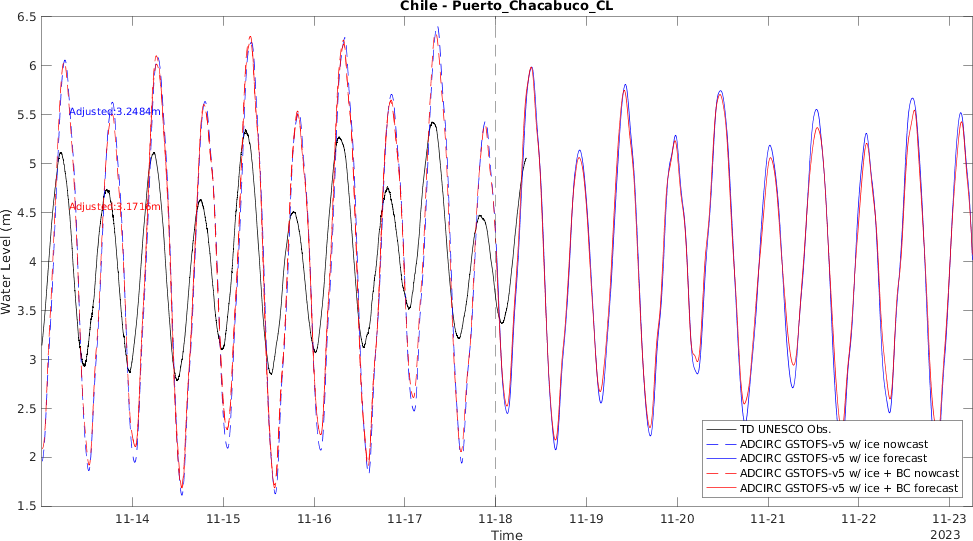 Chile - Puerto_Chacabuco_CL
6.5
6
5.5
5
4.5
4
3.5
3
2.5
2
1.5
Water Level (m)
Adjusted:3.2484m
Adjusted:3.1716m
TD UNESCO Obs.
ADCIRC GSTOFS-v5 w/ ice nowcast
ADCIRC GSTOFS-v5 w/ ice forecast
ADCIRC GSTOFS-v5 w/ ice + BC nowcast
ADCIRC GSTOFS-v5 w/ ice + BC forecast
11-14 11-15 11-16 11-17 11-18 11-19 11-20 11-21 11-22 11-23
Time
2023